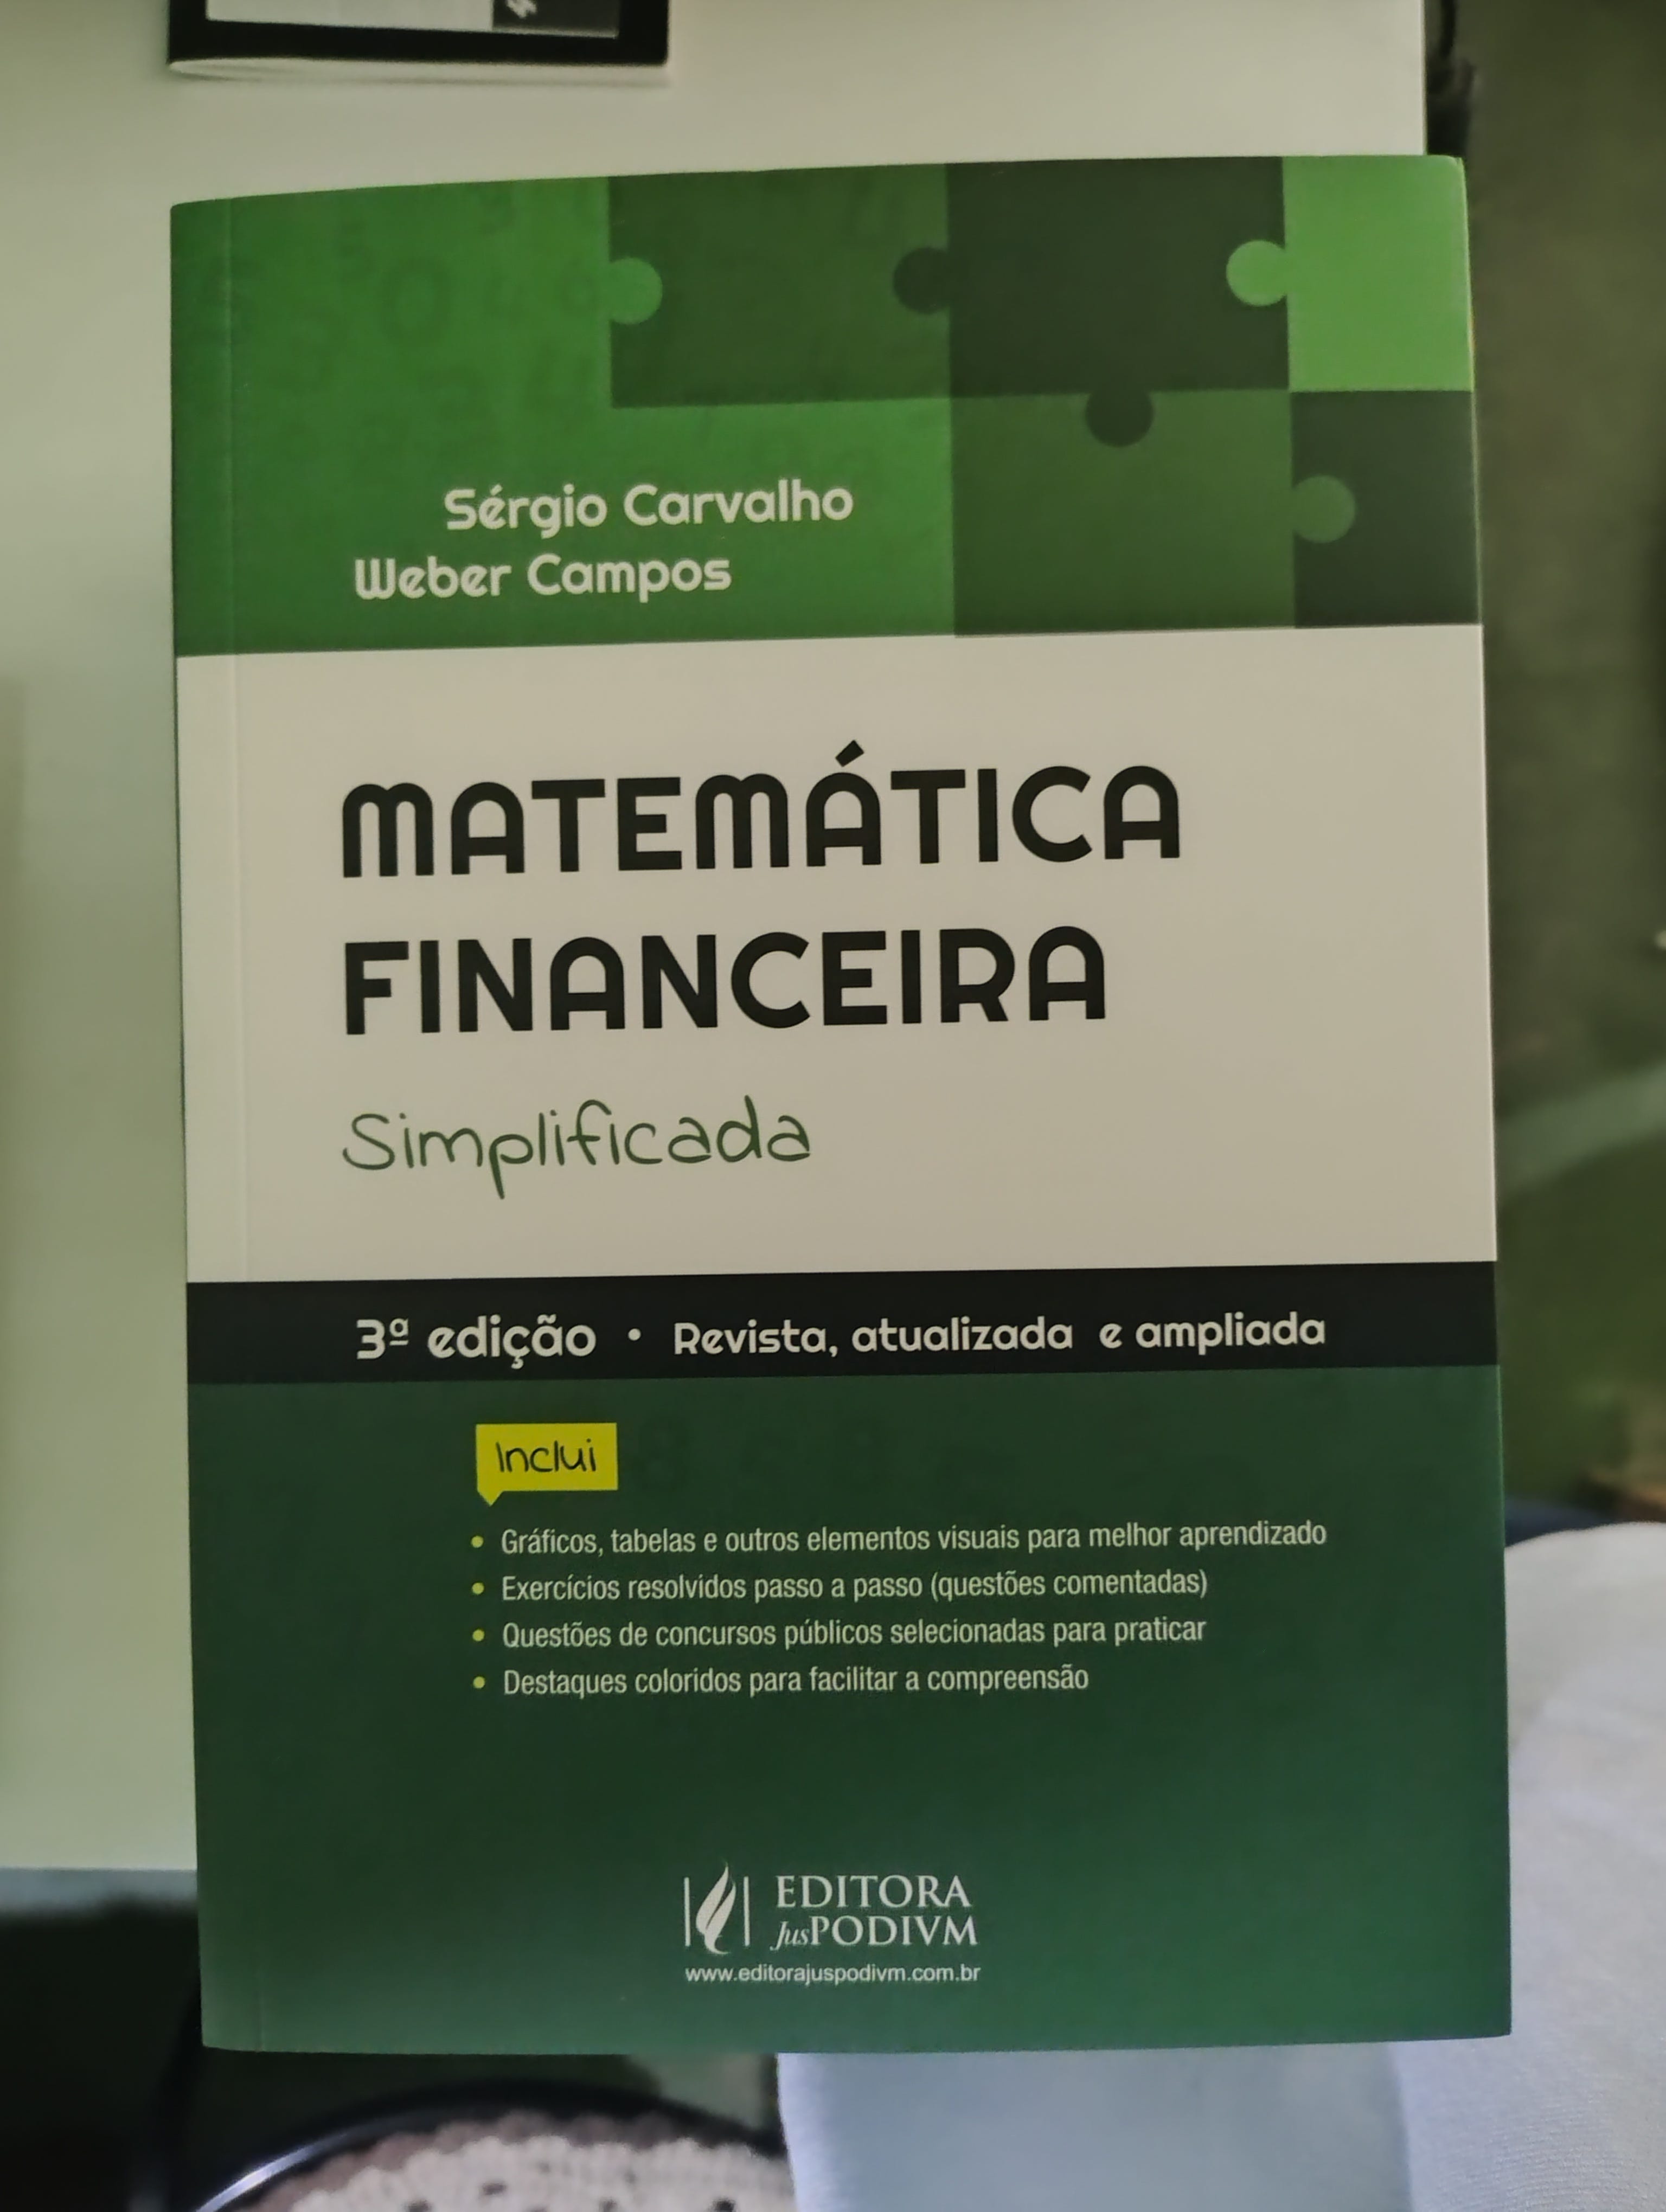 Sérgio Carvalho
Weber Campos
MATEMÁTICA
FINANCEIRA
Simplificada
3ª edição • Revista, atualizada e ampliada
Inclui
• Gráficos, tabelas e outros elementos visuais para melhor aprendizado
• Exercícios resolvidos passo a passo (questões comentadas)
• Questões de concursos públicos selecionadas para praticar
• Destaques coloridos para facilitar a compreensão
EDITORA
JusPODIVM
www.editorajuspodivm.com.br